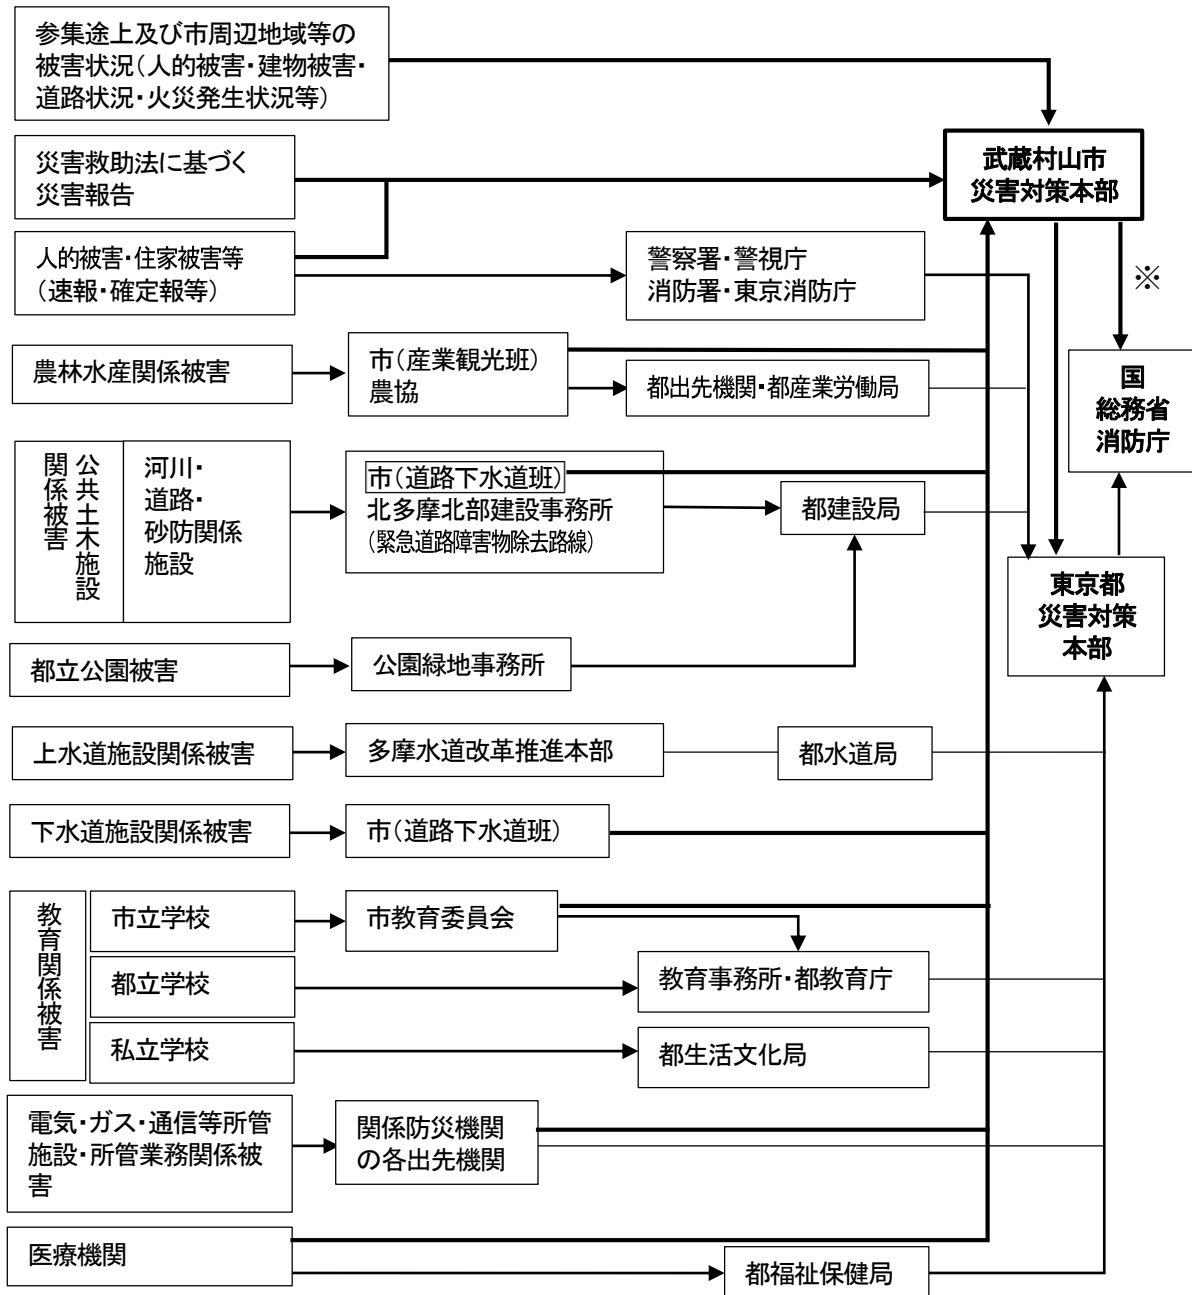 参集途上及び市周辺地域等の
被害状況(人的被害・建物被害・
道路状況・火災発生状況等)
災害救助法に基づく
災害報告
武蔵村山市
災害対策本部
人的被害・住家被害等
(速報・確定報等)
警察署・警視庁
消防署・東京消防庁
※
農林水産関係被害
市(産業観光班)
農協
都出先機関・都産業労働局
国
総務省
消防庁
公共土木施設
関係被害
河川・
道路・
砂防関係
施設
市(道路下水道班)
北多摩北部建設事務所
(緊急道路障害物除去路線)
都建設局
東京都
災害対策
本部
都立公園被害
公園緑地事務所
上水道施設関係被害
多摩水道改革推進本部
都水道局
下水道施設関係被害
市(道路下水道班)
教育関係被害
市立学校
市教育委員会
都立学校
教育事務所・都教育庁
私立学校
都生活文化局
電気・ガス・通信等所管
施設・所管業務関係被
害
関係防災機関
の各出先機関
医療機関
都福祉保健局